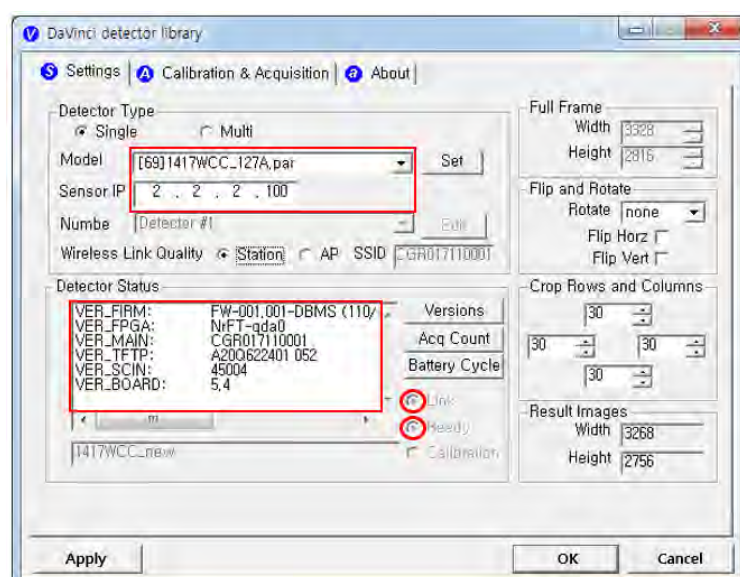 DaVinci detector library
Settings A Calibration & Acquisition a About
Detector Type
Single Multi
Model [69]1417WCC_127A.par Set
Sensor IP 2 . 2 . 2 . 100
Numbe Detector #1 Edit
Wireless Link Quality Station AP SSID CGR017110001
Detector Status
VER_FIRM: FW-001.001-DBMS (110/
VER_FPGA: NrFT-qda0
VER_MAIN: CGR017110001
VER_TFTP: A20Q622401 052
VER_SCIN: 45004
VER_BOARD: 5.4
Versions
Acq Count
Battery Cycle
Link
Ready
Calibration
1417WCC_new
Full Frame
Width 3328
Height 2816
Flip and Rotate
Rotate none
Flip Horz
Flip Vert
Crop Rows and Columns
30
30 30
30
Result Images
Width 3268
Height 2756
Apply OK Cancel